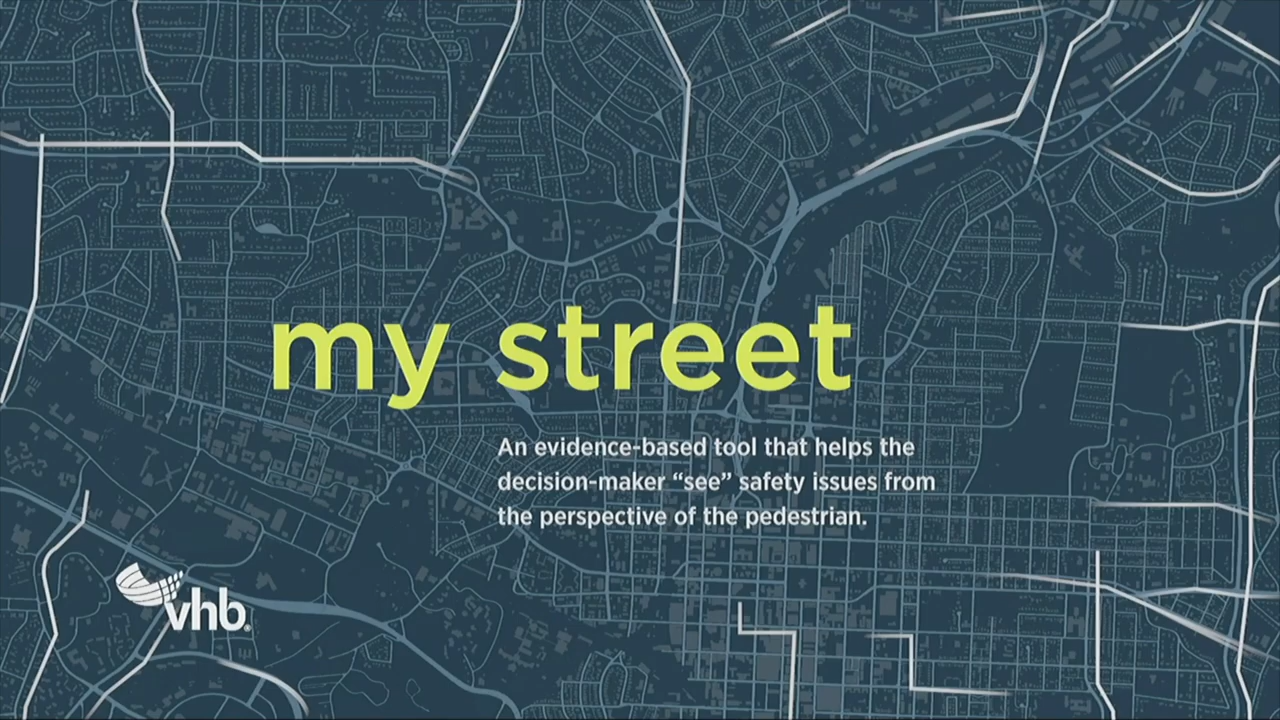 my street
An evidence-based tool that helps the
decision-maker “see” safety issues from
the perspective of the pedestrian.
vhb®